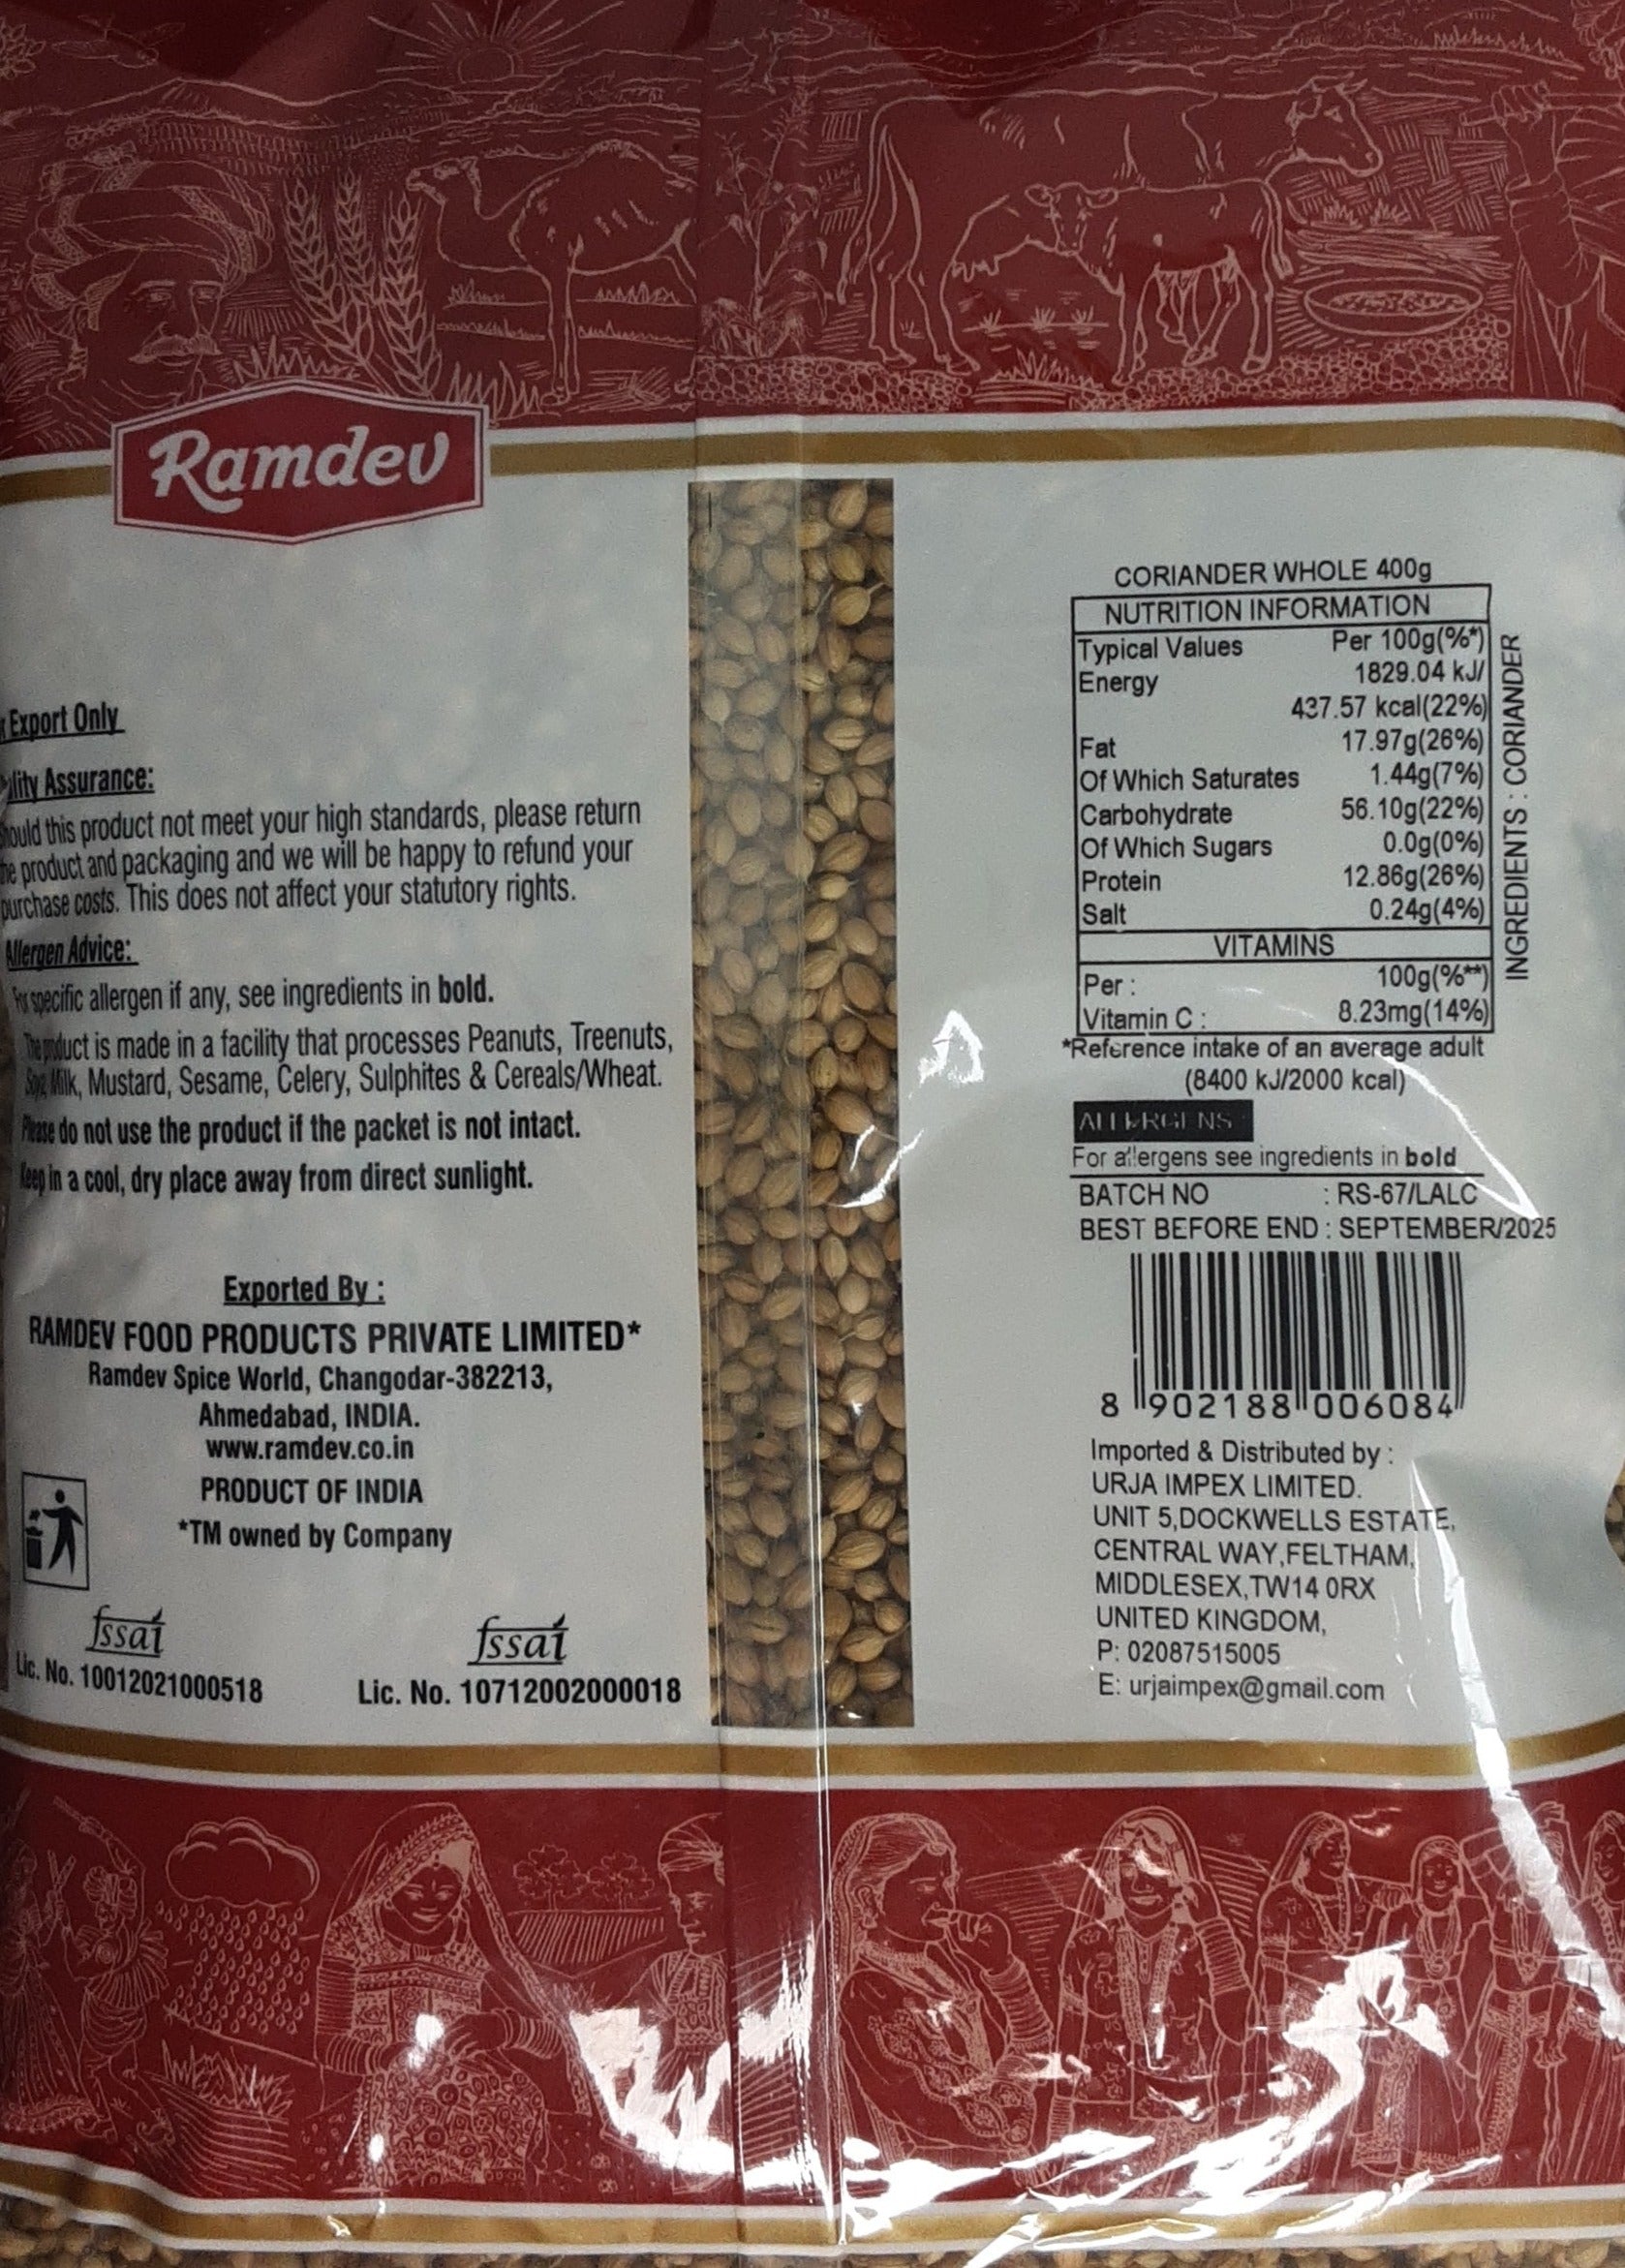 Ramdev
Export Only
Assurance:
Should this product not meet your high standards, please return
the product and packaging and we will be happy to refund your
purchase costs. This does not affect your statutory rights.
Allergen Advice:
For specific allergen if any, see ingredients in bold.
The product is made in a facility that processes Peanuts, Treenuts,
Soya, Milk, Mustard, Sesame, Celery, Sulphites & Cereals/Wheat.
Please do not use the product if the packet is not intact.
Keep in a cool, dry place away from direct sunlight.
Exported By :
RAMDEV FOOD PRODUCTS PRIVATE LIMITED*
Ramdev Spice World, Changodar-382213,
Ahmedabad, INDIA.
www.ramdev.co.in
PRODUCT OF INDIA
*TM owned by Company
fssai
Lic. No. 10012021000518
fssai
Lic. No. 10712002000018
CORIANDER WHOLE 400g
NUTRITION INFORMATION
Typical Values Per 100g(%*)
Energy 1829.04 kJ/
437.57 kcal(22%)
Fat 17.97g(26%)
Of Which Saturates 1.44g(7%)
Carbohydrate 56.10g(22%)
Of Which Sugars 0.0g(0%)
Protein 12.86g(26%)
Salt 0.24g(4%)
VITAMINS
Per : 100g(%**)
Vitamin C : 8.23mg(14%)
INGREDIENTS : CORIANDER
*Reference intake of an average adult
(8400 kJ/2000 kcal)
ALLERGENS
For allergens see ingredients in bold
BATCH NO : RS-67/LALC
BEST BEFORE END : SEPTEMBER/2025
8 902188 006084
Imported & Distributed by :
URJA IMPEX LIMITED.
UNIT 5,DOCKWELLS ESTATE,
CENTRAL WAY,FELTHAM,
MIDDLESEX,TW14 0RX
UNITED KINGDOM,
P: 02087515005
E: urjaimpex@gmail.com